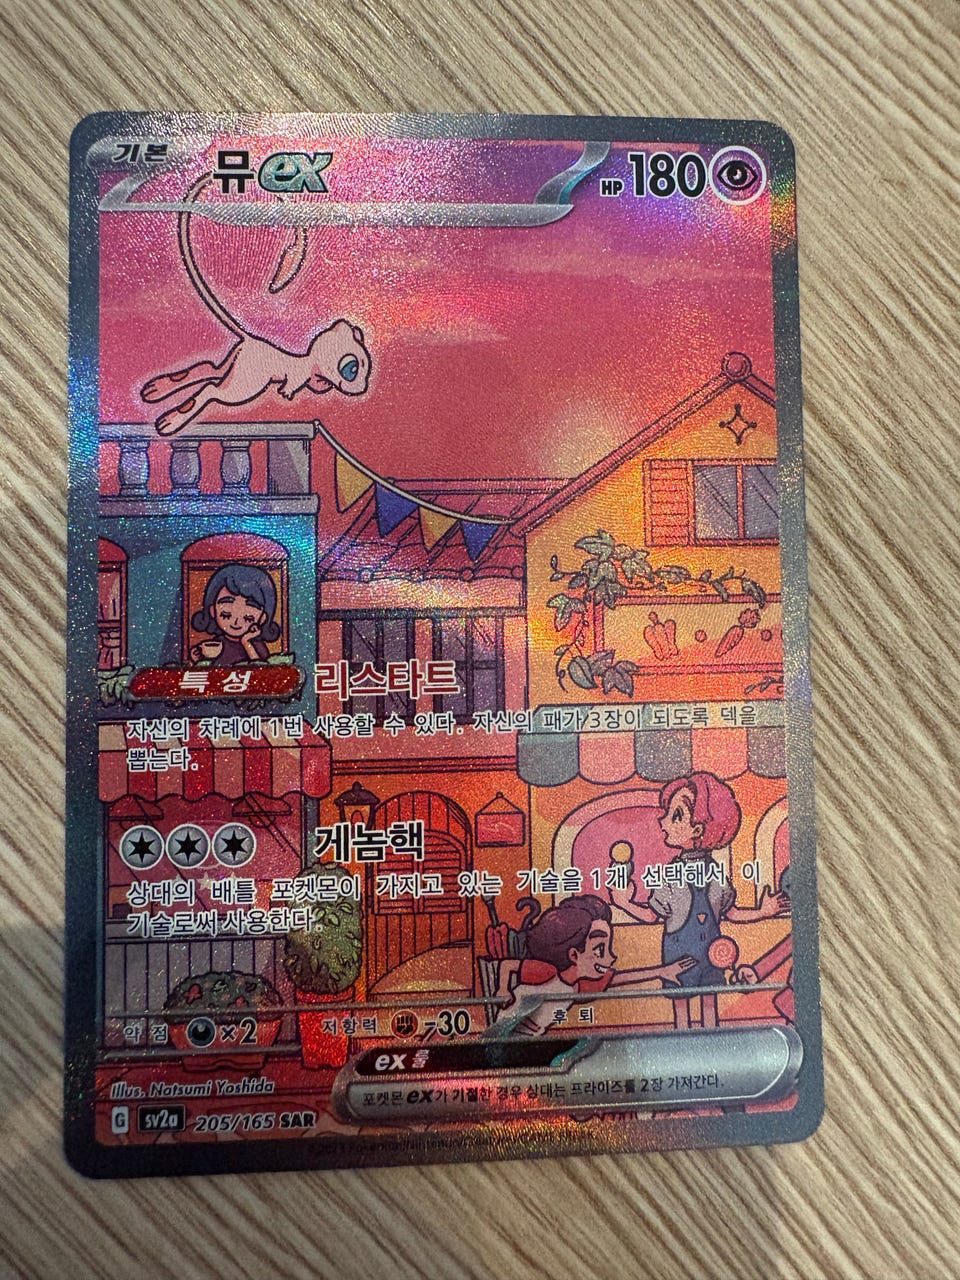 기본 뮤ex HP 180
특성 리스타트
자신의 차례에 1번 사용할 수 있다. 자신의 패가 3장이 되도록 덱을
뽑는다.
게놈핵
상대의 배틀 포켓몬이 가지고 있는 기술을 1개 선택해서 이
기술로써 사용한다.
약점 ×2 저항력 -30 후퇴
ex 룰
포켓몬 ex가 기절한 경우 상대는 프라이즈를 2장 가져간다.
Illus. Natsumi Yoshida
G sv2a 205/165 SAR